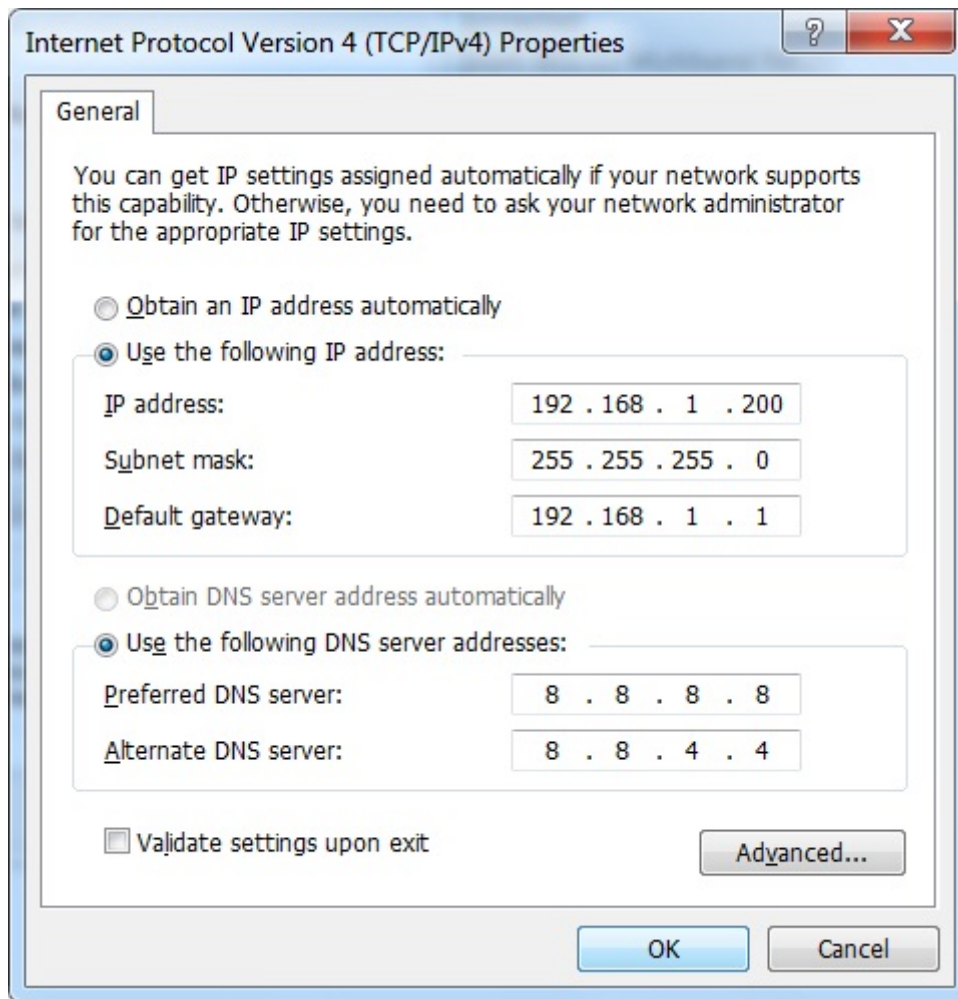 Internet Protocol Version 4 (TCP/IPv4) Properties
General
You can get IP settings assigned automatically if your network supports
this capability. Otherwise, you need to ask your network administrator
for the appropriate IP settings.
Obtain an IP address automatically
Use the following IP address:
IP address: 192 . 168 . 1 . 200
Subnet mask: 255 . 255 . 255 . 0
Default gateway: 192 . 168 . 1 . 1
Obtain DNS server address automatically
Use the following DNS server addresses:
Preferred DNS server: 8 . 8 . 8 . 8
Alternate DNS server: 8 . 8 . 4 . 4
Validate settings upon exit
Advanced...
OK Cancel